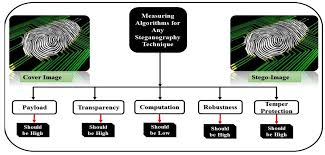 Measuring
Algorithms for
Any
Steganography
Technique
Cover Image
Stego-Image
Payload
Transparency
Computation
Robustness
Temper
Protection
Should
be High
Should
be High
Should
be Low
Should
be High
Should
be High